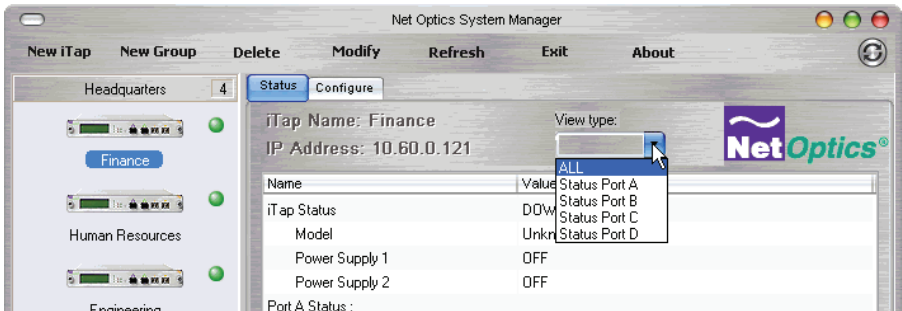 Net Optics System Manager
New iTap New Group Delete Modify Refresh Exit About
Headquarters 4
Finance
Human Resources
Status Configure
iTap Name: Finance
IP Address: 10.60.0.121
View type:
ALL
Status Port A
Status Port B
Status Port C
Status Port D
Net Optics®
Name Value
iTap Status
Model
Power Supply 1 OFF
Power Supply 2 OFF
Port A Status :